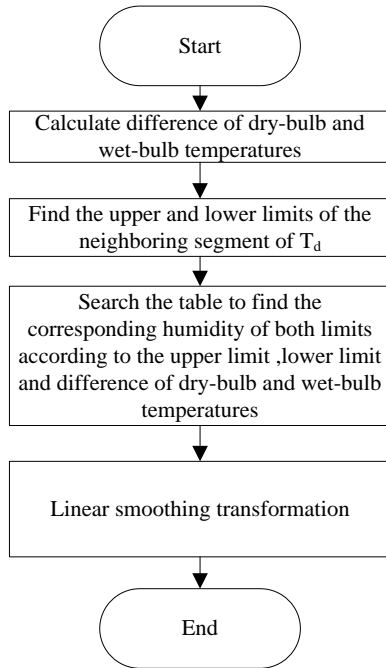 Start
Calculate difference of dry-bulb and
wet-bulb temperatures
Find the upper and lower limits of the
neighboring segment of Td
Search the table to find the
corresponding humidity of both limits
according to the upper limit ,lower limit
and difference of dry-bulb and wet-bulb
temperatures
Linear smoothing transformation
End